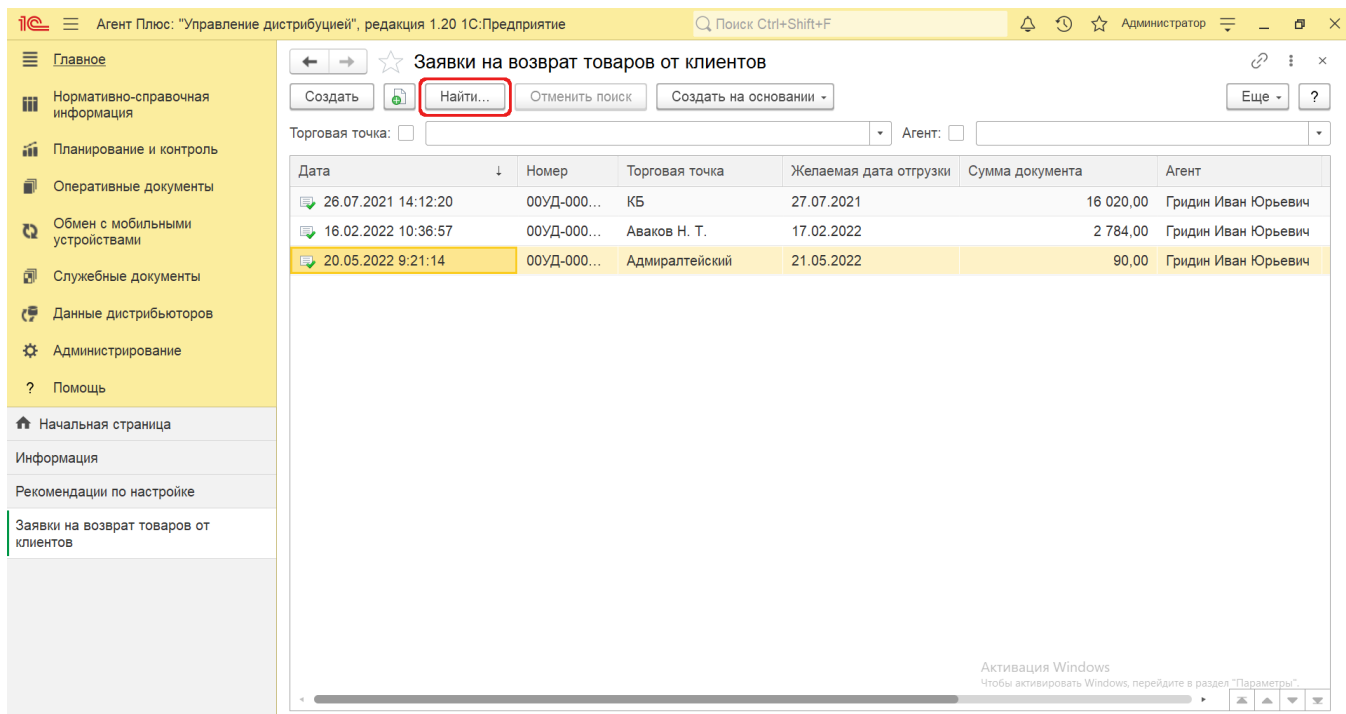 1С Агент Плюс: "Управление дистрибуцией", редакция 1.20 1С:Предприятие Поиск Ctrl+Shift+F Администратор
Главное
Нормативно-справочная
информация
Планирование и контроль
Оперативные документы
Обмен с мобильными
устройствами
Служебные документы
Данные дистрибьюторов
Администрирование
? Помощь
Начальная страница
Информация
Рекомендации по настройке
Заявки на возврат товаров от
клиентов
Заявки на возврат товаров от клиентов
Создать Найти... Отменить поиск Создать на основании Еще ?
Торговая точка: Агент:
Дата ↓ Номер Торговая точка Желаемая дата отгрузки Сумма документа Агент
26.07.2021 14:12:20 00УД-000... КБ 27.07.2021 16 020,00 Гридин Иван Юрьевич
16.02.2022 10:36:57 00УД-000... Аваков Н. Т. 17.02.2022 2 784,00 Гридин Иван Юрьевич
20.05.2022 9:21:14 00УД-000... Адмиралтейский 21.05.2022 90,00 Гридин Иван Юрьевич
Активация Windows
Чтобы активировать Windows, перейдите в раздел "Параметры".